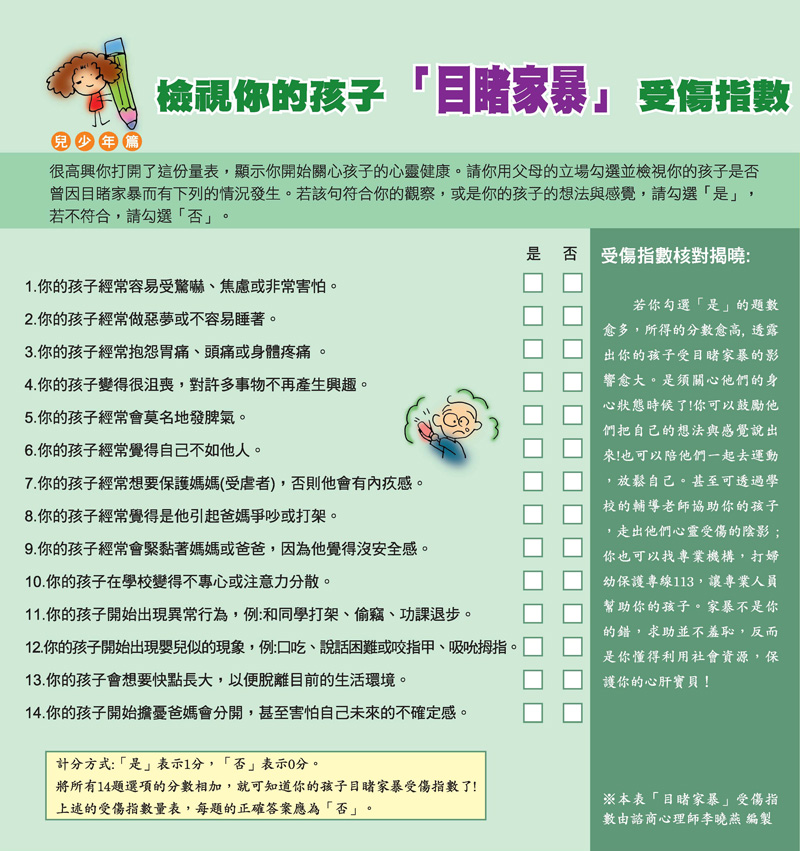 檢視你的孩子「目睹家暴」受傷指數
兒少年篇
很高興你打開了這份量表，顯示你開始關心孩子的心靈健康。請你用父母的立場勾選並檢視你的孩子是否
曾因目睹家暴而有下列的情況發生。若該句符合你的觀察，或是你的孩子的想法與感覺，請勾選「是」，
若不符合，請勾選「否」。
是 否
1.你的孩子經常容易受驚嚇、焦慮或非常害怕。
2.你的孩子經常做惡夢或不容易睡著。
3.你的孩子經常抱怨胃痛、頭痛或身體疼痛 。
4.你的孩子變得很沮喪，對許多事物不再產生興趣。
5.你的孩子經常會莫名地發脾氣。
6.你的孩子經常覺得自己不如他人。
7.你的孩子經常想要保護媽媽(受虐者)，否則他會有內疚感。
8.你的孩子經常覺得是他引起爸媽爭吵或打架。
9.你的孩子經常會緊黏著媽媽或爸爸，因為他覺得沒安全感。
10.你的孩子在學校變得不專心或注意力分散。
11.你的孩子開始出現異常行為，例:和同學打架、偷竊、功課退步。
12.你的孩子開始出現嬰兒似的現象，例:口吃、說話困難或咬指甲、吸吮拇指。
13.你的孩子會想要快點長大，以便脫離目前的生活環境。
14.你的孩子開始擔憂爸媽會分開，甚至害怕自己未來的不確定感。
計分方式:「是」表示1分，「否」表示0分。
將所有14題選項的分數相加，就可知道你的孩子目睹家暴受傷指數了!
上述的受傷指數量表，每題的正確答案應為「否」。
受傷指數核對揭曉:
若你勾選「是」的題數
愈多，所得的分數愈高, 透露
出你的孩子受目睹家暴的影
響愈大。是須關心他們的身
心狀態時候了!你可以鼓勵他
們把自己的想法與感覺說出
來!也可以陪他們一起去運動
，放鬆自己。甚至可透過學
校的輔導老師協助你的孩子
，走出他們心靈受傷的陰影；
你也可以找專業機構，打婦
幼保護專線113，讓專業人員
幫助你的孩子。家暴不是你
的錯，求助並不羞恥，反而
是你懂得利用社會資源，保
護你的心肝寶貝！
※本表「目睹家暴」受傷指
數由諮商心理師李曉燕 編製